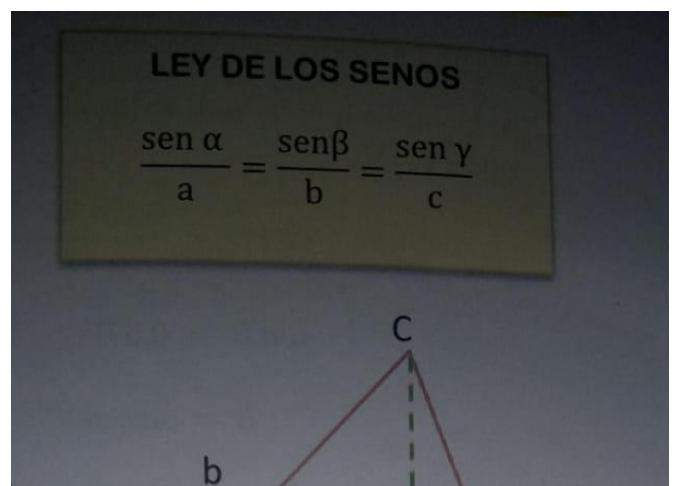 LEY DE LOS SENOS
sen α / a = senβ / b = sen γ / c
C
b